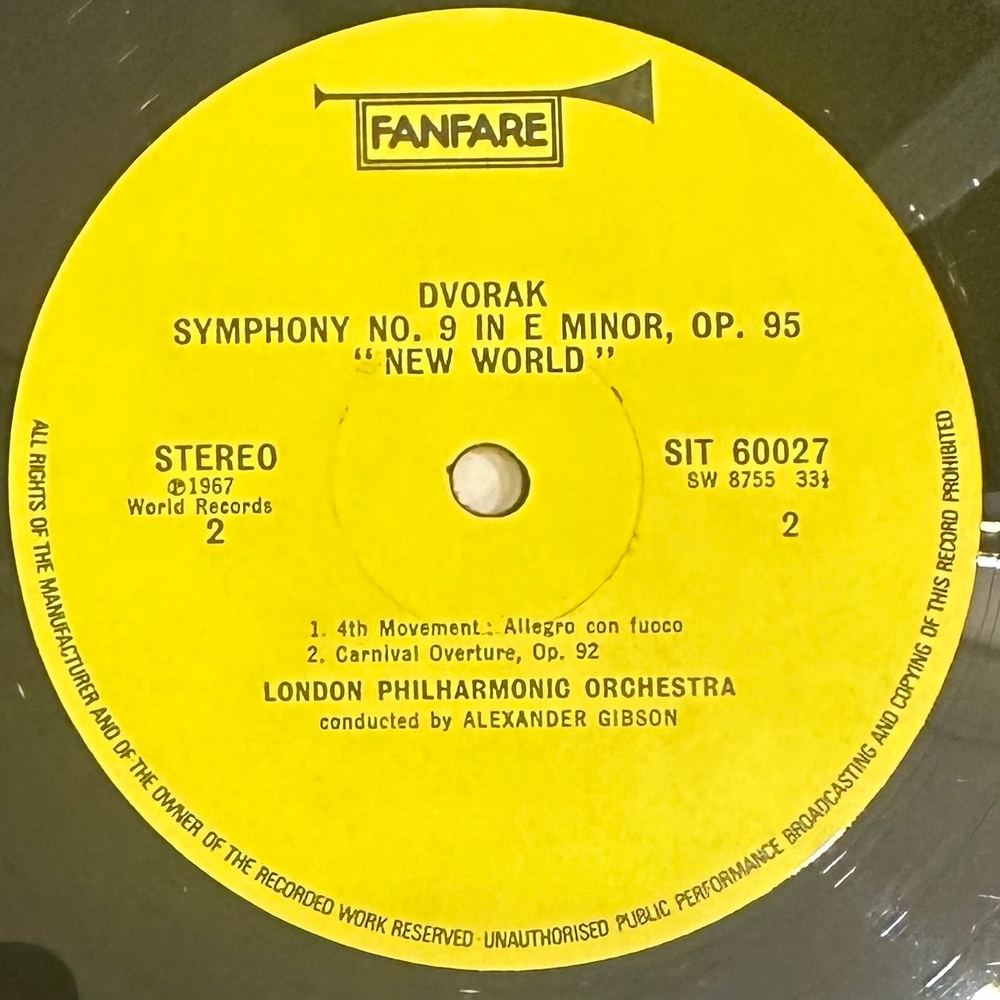 FANFARE
DVORAK
SYMPHONY NO. 9 IN E MINOR, OP. 95
“NEW WORLD”
STEREO
℗1967
World Records
2
SIT 60027
SW 8755 33⅓
2
1. 4th Movement: Allegro con fuoco
2. Carnival Overture, Op. 92
LONDON PHILHARMONIC ORCHESTRA
conducted by ALEXANDER GIBSON
ALL RIGHTS OF THE MANUFACTURER AND OF THE OWNER OF THE RECORDED WORK RESERVED · UNAUTHORISED PUBLIC PERFORMANCE BROADCASTING AND COPYING OF THIS RECORD PROHIBITED